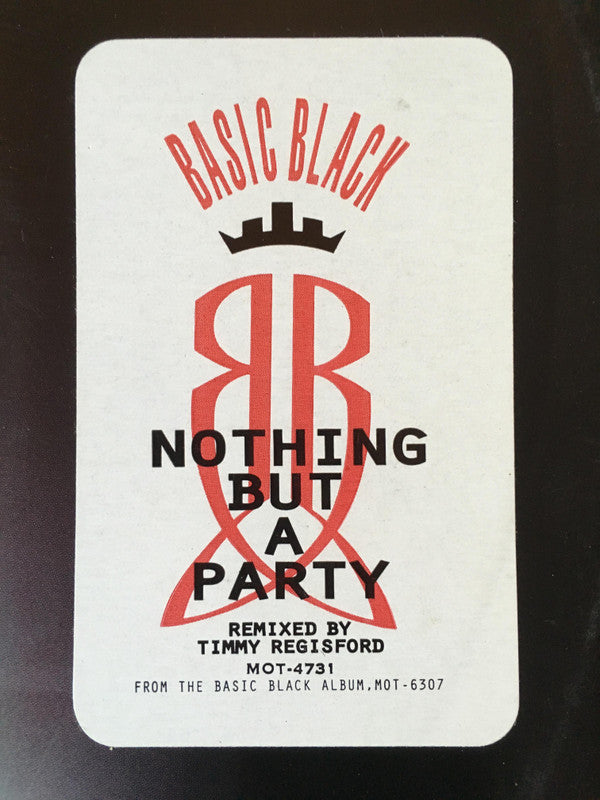 BASIC BLACK
NOTHING
BUT
A
PARTY
REMIXED BY
TIMMY REGISFORD
MOT-4731
FROM THE BASIC BLACK ALBUM,MOT-6307